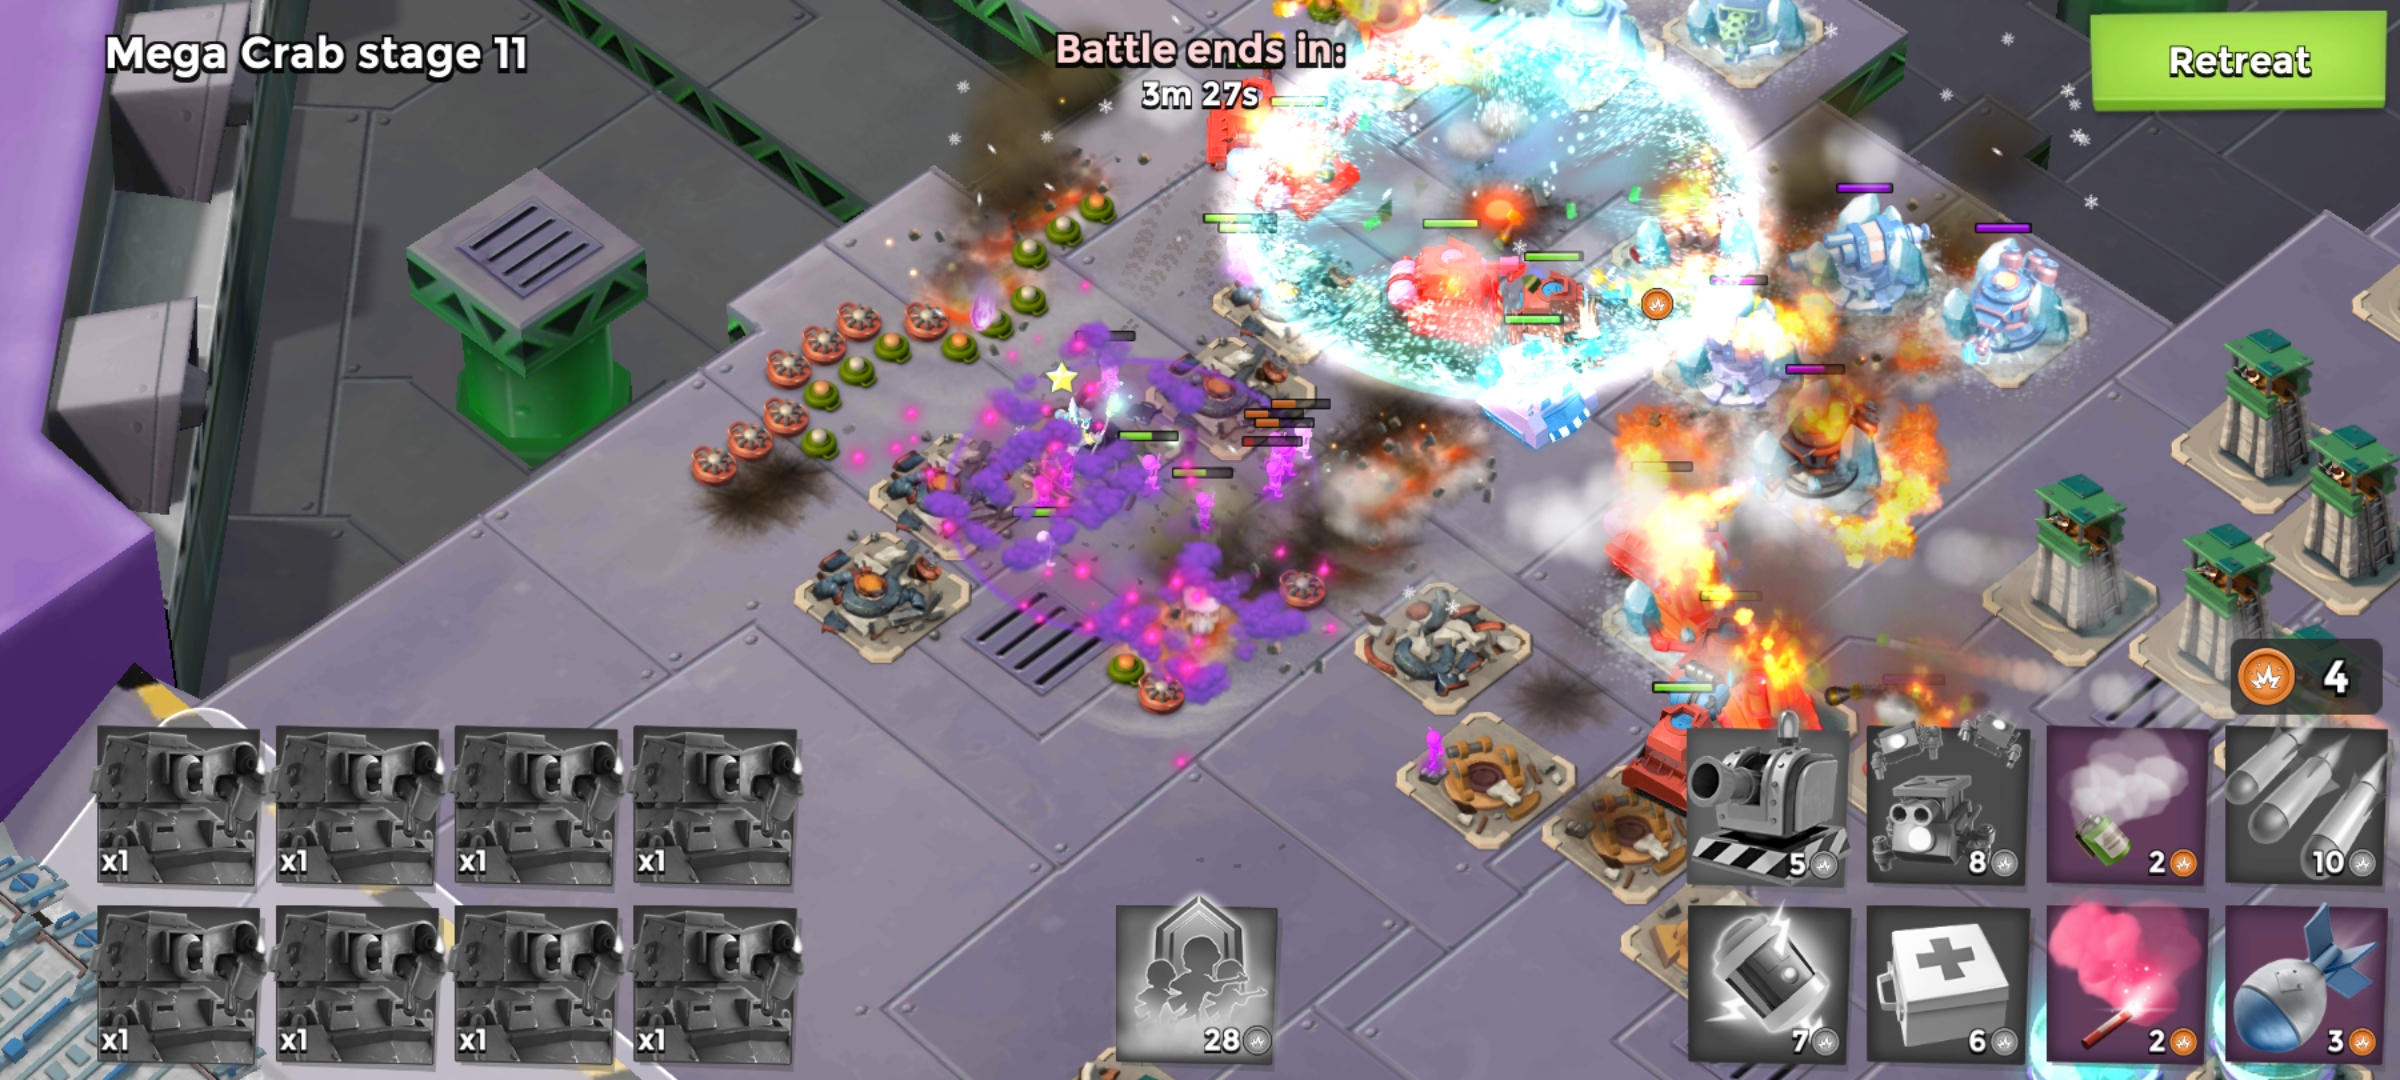 Mega Crab stage 11
Battle ends in:
3m 27s
Retreat
4
x1
x1
x1
x1
5
8
2
10
x1
x1
x1
x1
28
7
6
2
3